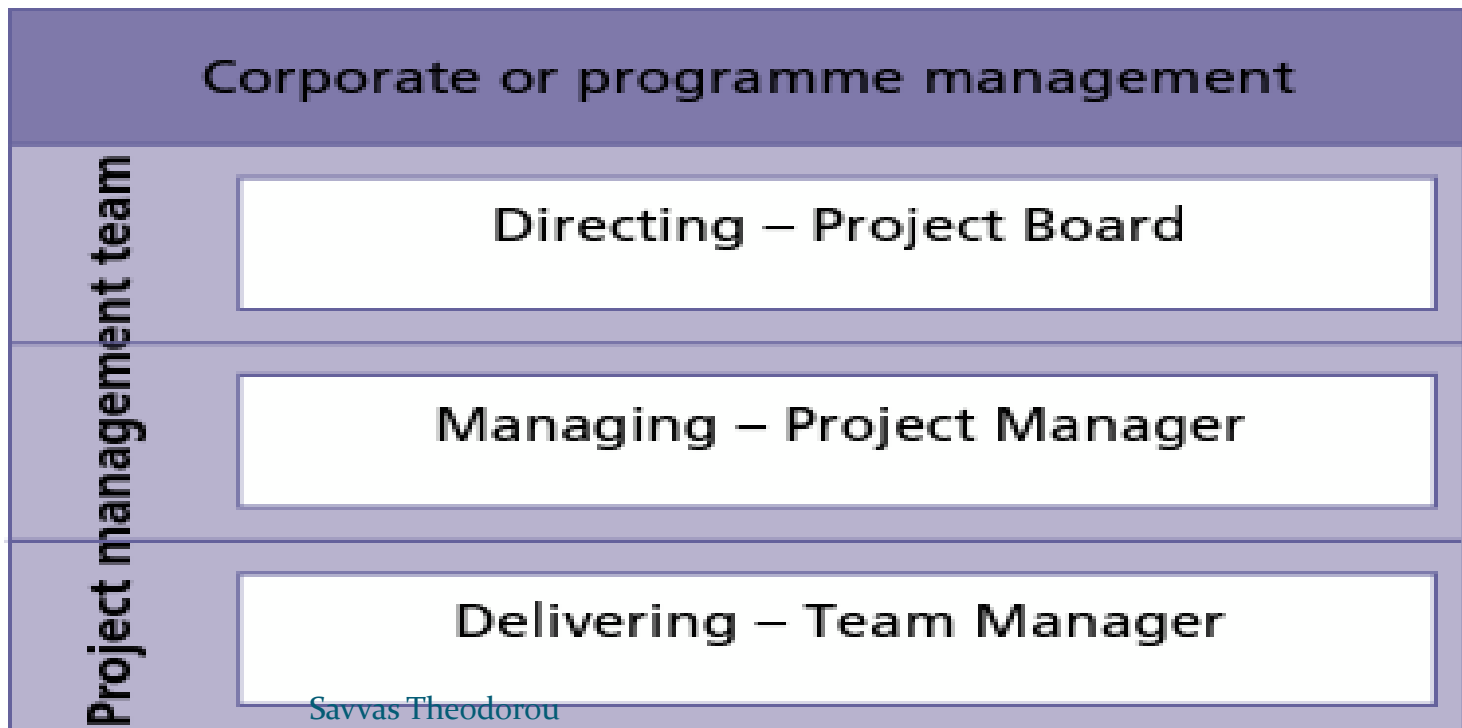 Corporate or programme management
Project management team
Directing – Project Board
Managing – Project Manager
Delivering – Team Manager
Savvas Theodorou